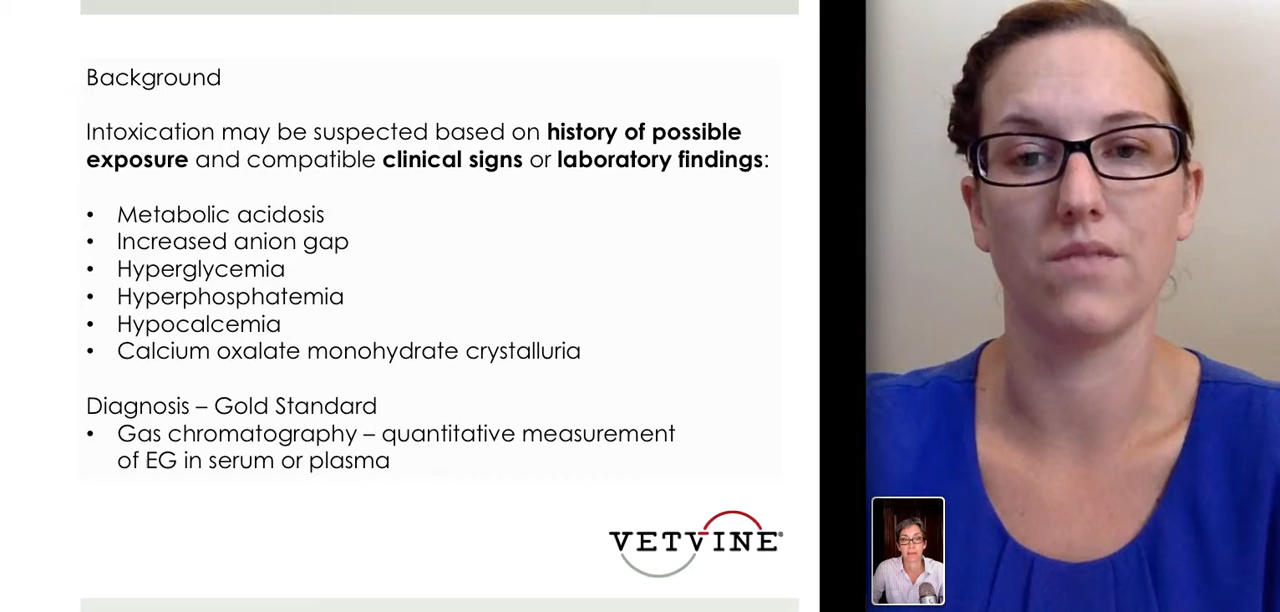 Background
Intoxication may be suspected based on history of possible
exposure and compatible clinical signs or laboratory findings:
• Metabolic acidosis
• Increased anion gap
• Hyperglycemia
• Hyperphosphatemia
• Hypocalcemia
• Calcium oxalate monohydrate crystalluria
Diagnosis – Gold Standard
• Gas chromatography – quantitative measurement
of EG in serum or plasma
VETVINE®